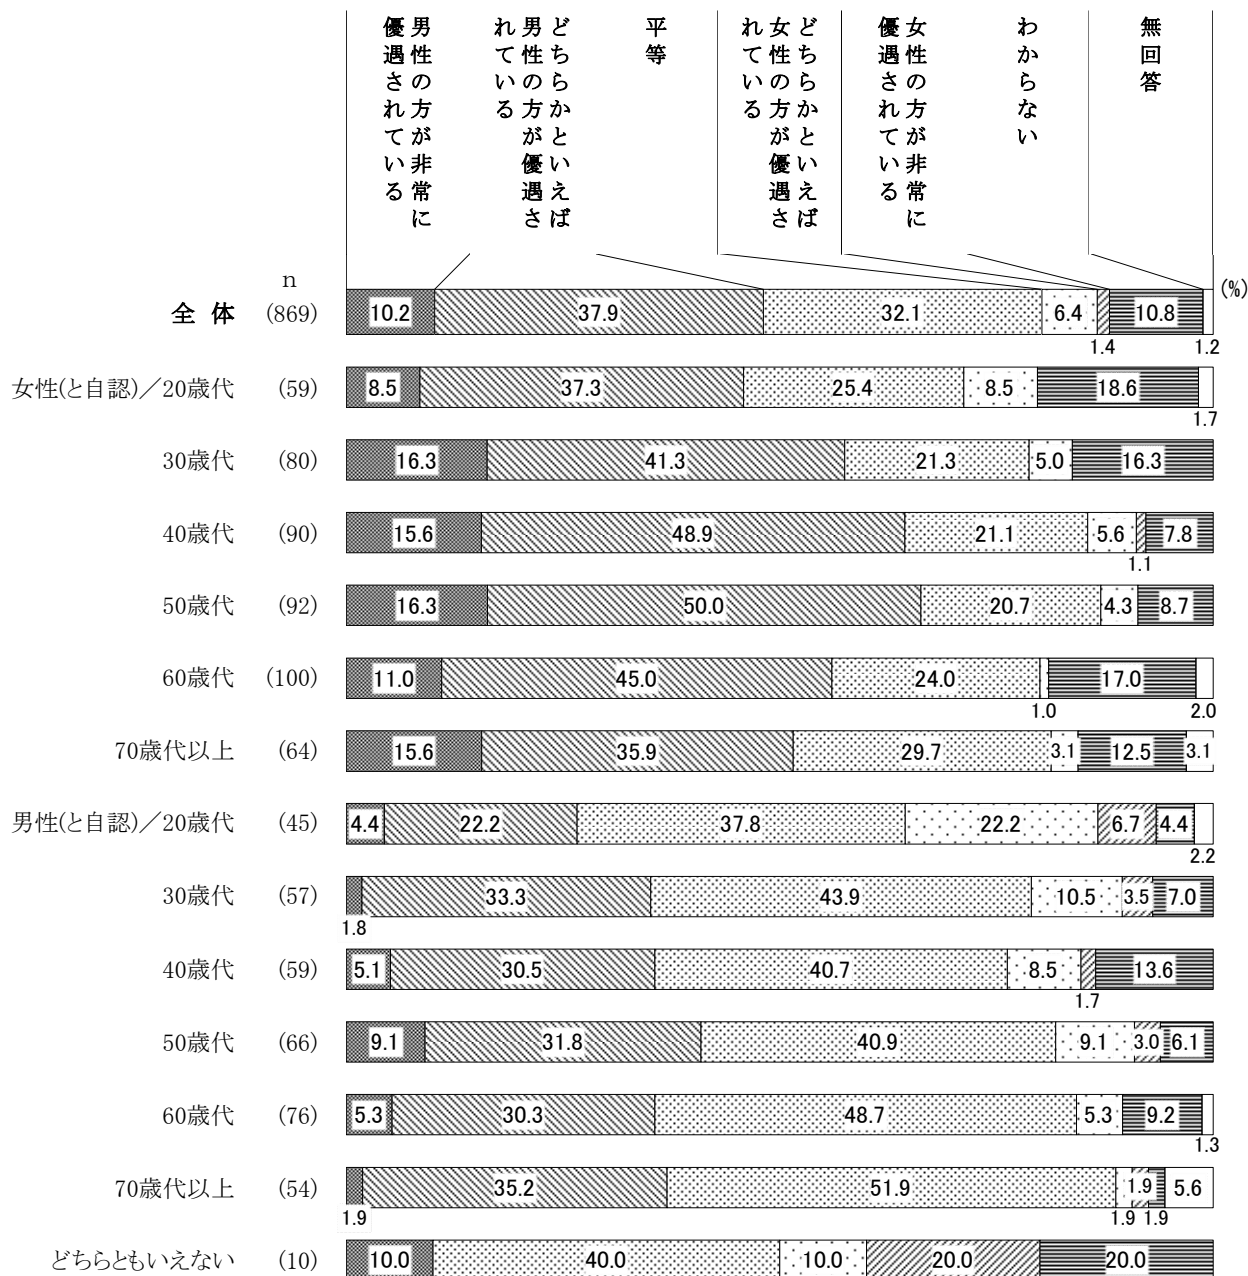 男性の方が非常に
優遇されている
どちらかといえば
男性の方が優遇さ
れている
平等
どちらかといえば
女性の方が優遇さ
れている
女性の方が非常に
優遇されている
わからない
無回答
n
(%)
全 体 (869) 10.2 37.9 32.1 6.4 10.8
1.4 1.2
女性(と自認)／20歳代 (59) 8.5 37.3 25.4 8.5 18.6
1.7
30歳代 (80) 16.3 41.3 21.3 5.0 16.3
40歳代 (90) 15.6 48.9 21.1 5.6 7.8
1.1
50歳代 (92) 16.3 50.0 20.7 4.3 8.7
60歳代 (100) 11.0 45.0 24.0 17.0
1.0 2.0
70歳代以上 (64) 15.6 35.9 29.7 3.1 12.5 3.1
男性(と自認)／20歳代 (45) 4.4 22.2 37.8 22.2 6.7 4.4
2.2
30歳代 (57) 33.3 43.9 10.5 3.5 7.0
1.8
40歳代 (59) 5.1 30.5 40.7 8.5 13.6
1.7
50歳代 (66) 9.1 31.8 40.9 9.1 3.0 6.1
60歳代 (76) 5.3 30.3 48.7 5.3 9.2
1.3
70歳代以上 (54) 35.2 51.9 1.9 5.6
1.9 1.9 1.9
どちらともいえない (10) 10.0 40.0 10.0 20.0 20.0